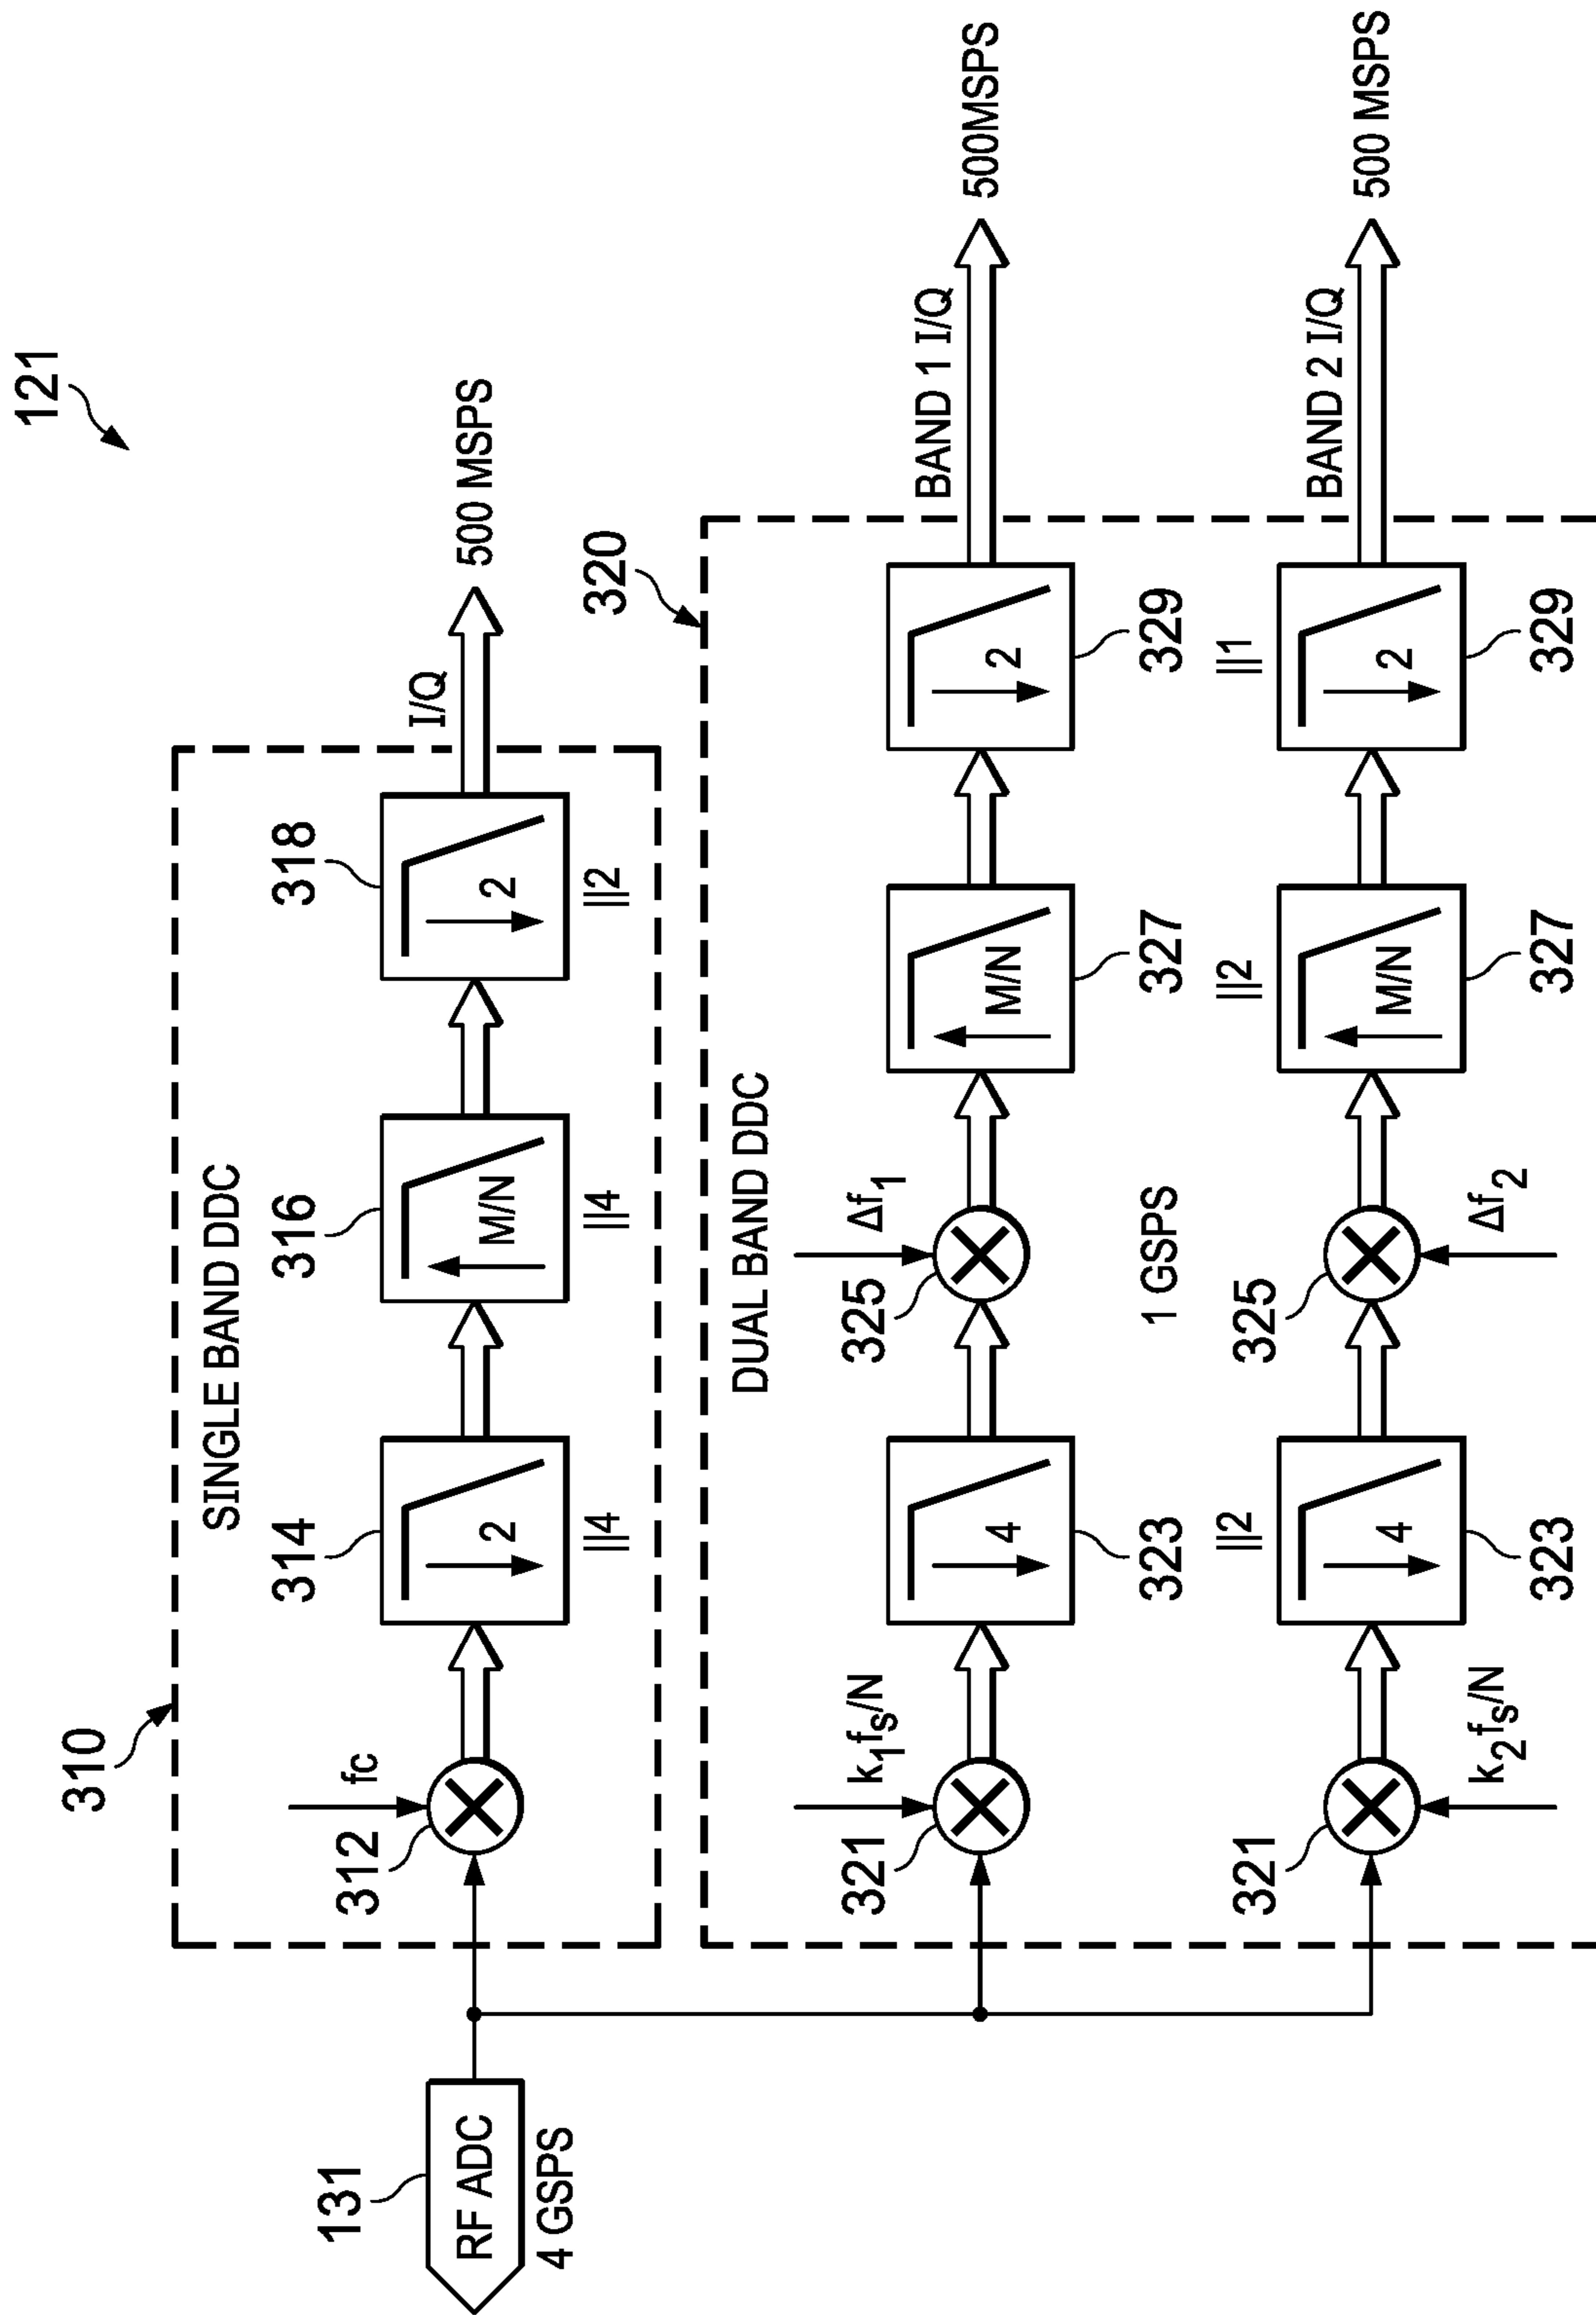 121
310
SINGLE BAND DDC
131
RF ADC
4 GSPS
312
fc
314
2
||4
316
M/N
||4
318
2
||2
I/Q
500 MSPS
320
DUAL BAND DDC
321
k1fs/N
323
4
325
Δf1
327
M/N
329
2
BAND 1 I/Q
500MSPS
||2
1 GSPS
||2
||1
321
k2fs/N
323
4
325
Δf2
327
M/N
329
2
BAND 2 I/Q
500 MSPS